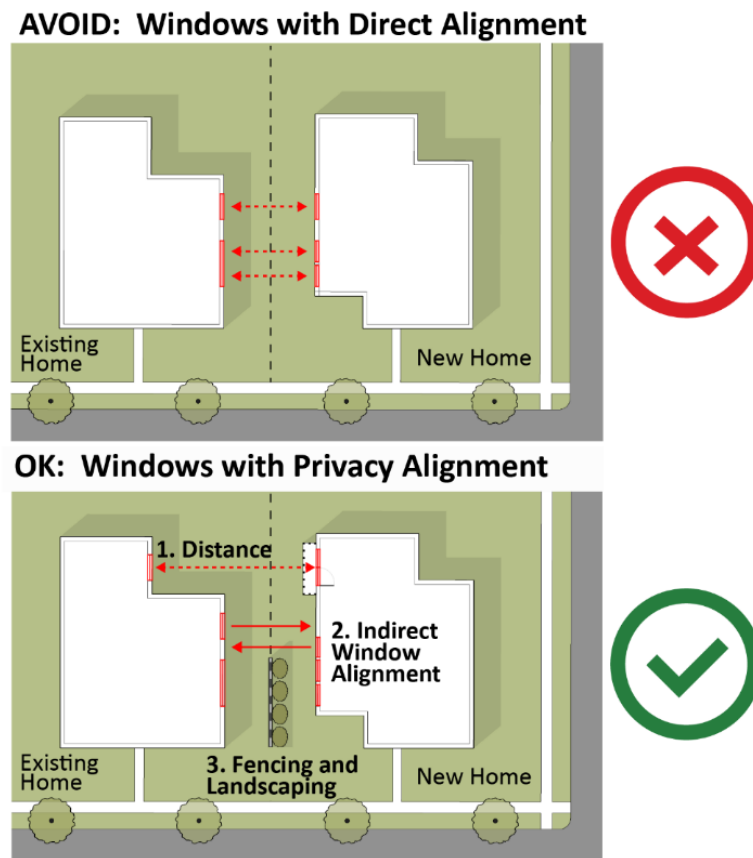 AVOID: Windows with Direct Alignment
Existing
Home
New Home
OK: Windows with Privacy Alignment
1. Distance
2. Indirect
Window
Alignment
3. Fencing and
Landscaping
Existing
Home
New Home